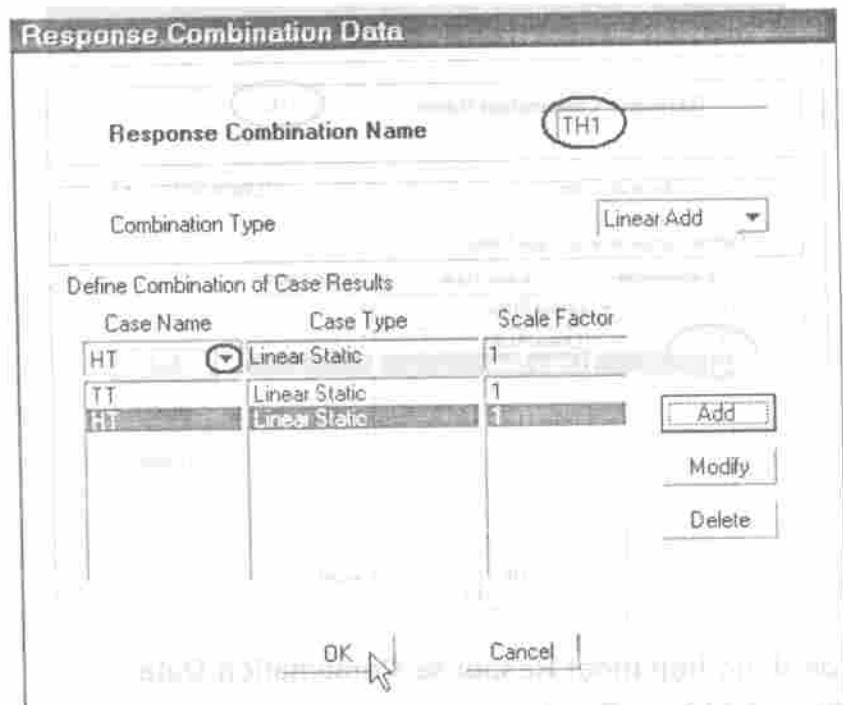 Response Combination Data
Response Combination Name TH1
Combination Type Linear Add
Define Combination of Case Results
Case Name Case Type Scale Factor
HT Linear Static 1
TT Linear Static 1
HT Linear Static 1
Add
Modify
Delete
OK Cancel